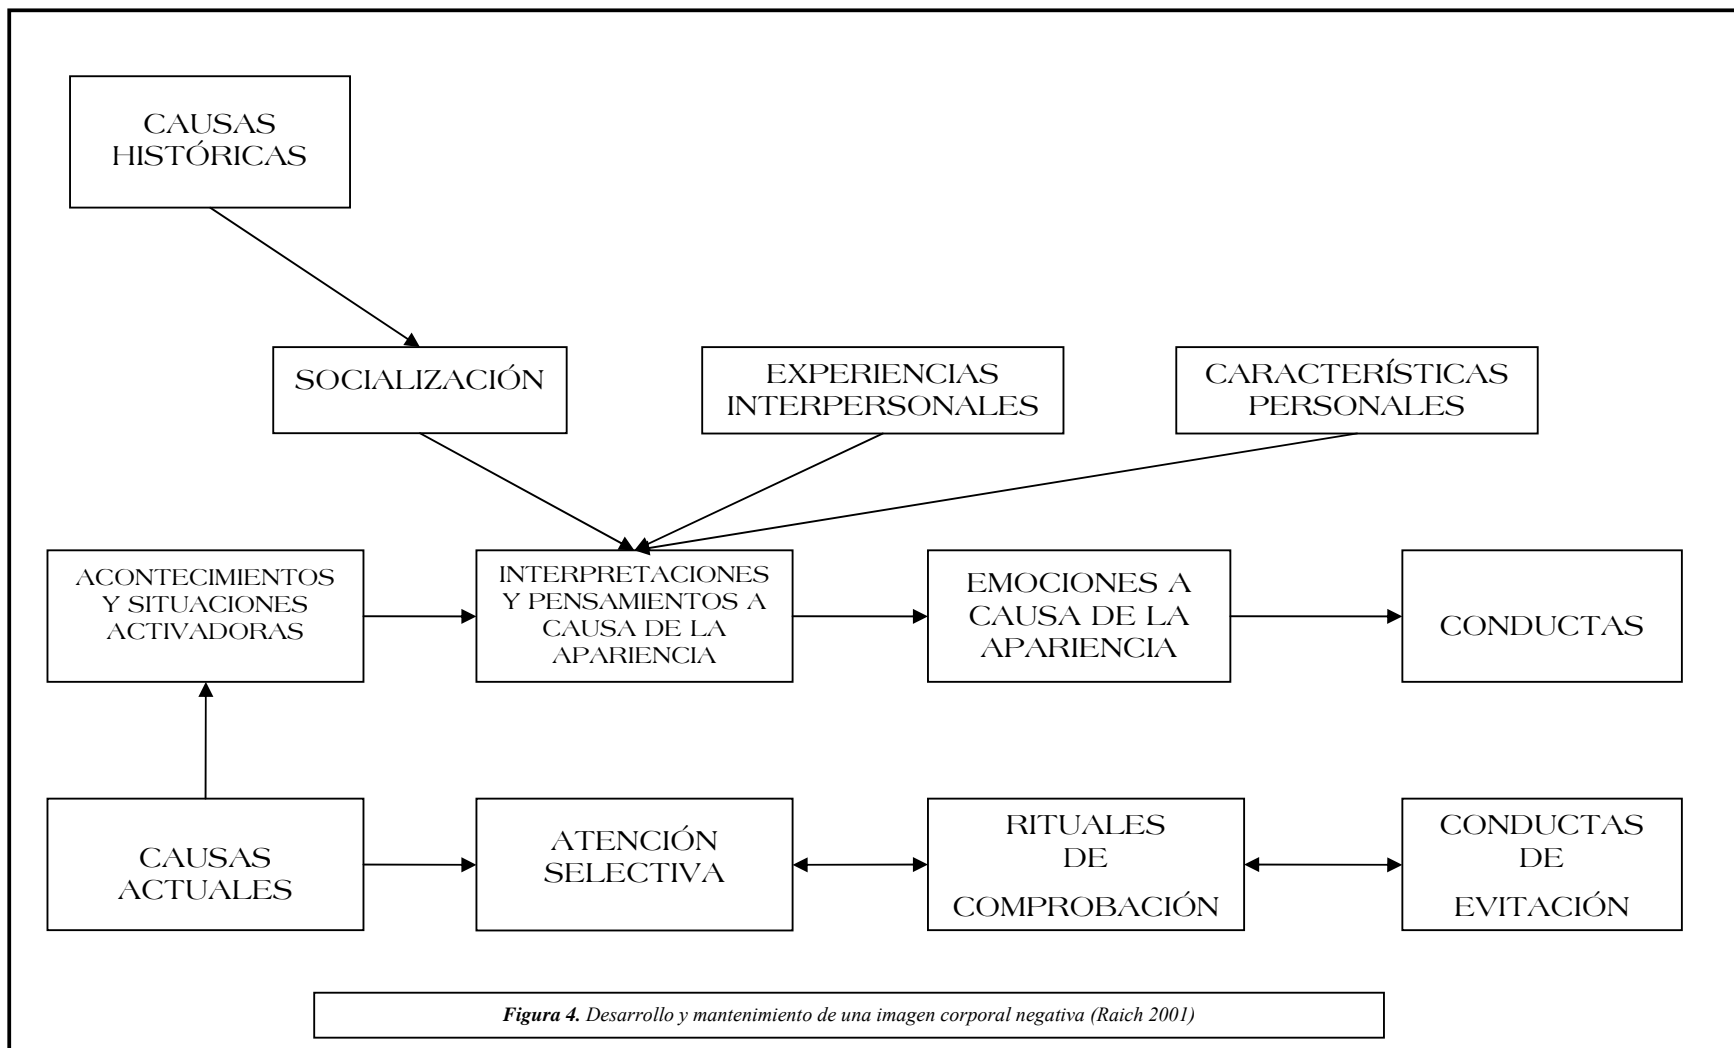 CAUSAS
HISTÓRICAS
SOCIALIZACIÓN
EXPERIENCIAS
INTERPERSONALES
CARACTERÍSTICAS
PERSONALES
ACONTECIMIENTOS
Y SITUACIONES
ACTIVADORAS
INTERPRETACIONES
Y PENSAMIENTOS A
CAUSA DE LA
APARIENCIA
EMOCIONES A
CAUSA DE LA
APARIENCIA
CONDUCTAS
CAUSAS
ACTUALES
ATENCIÓN
SELECTIVA
RITUALES
DE
COMPROBACIÓN
CONDUCTAS
DE
EVITACIÓN
Figura 4. Desarrollo y mantenimiento de una imagen corporal negativa (Raich 2001)